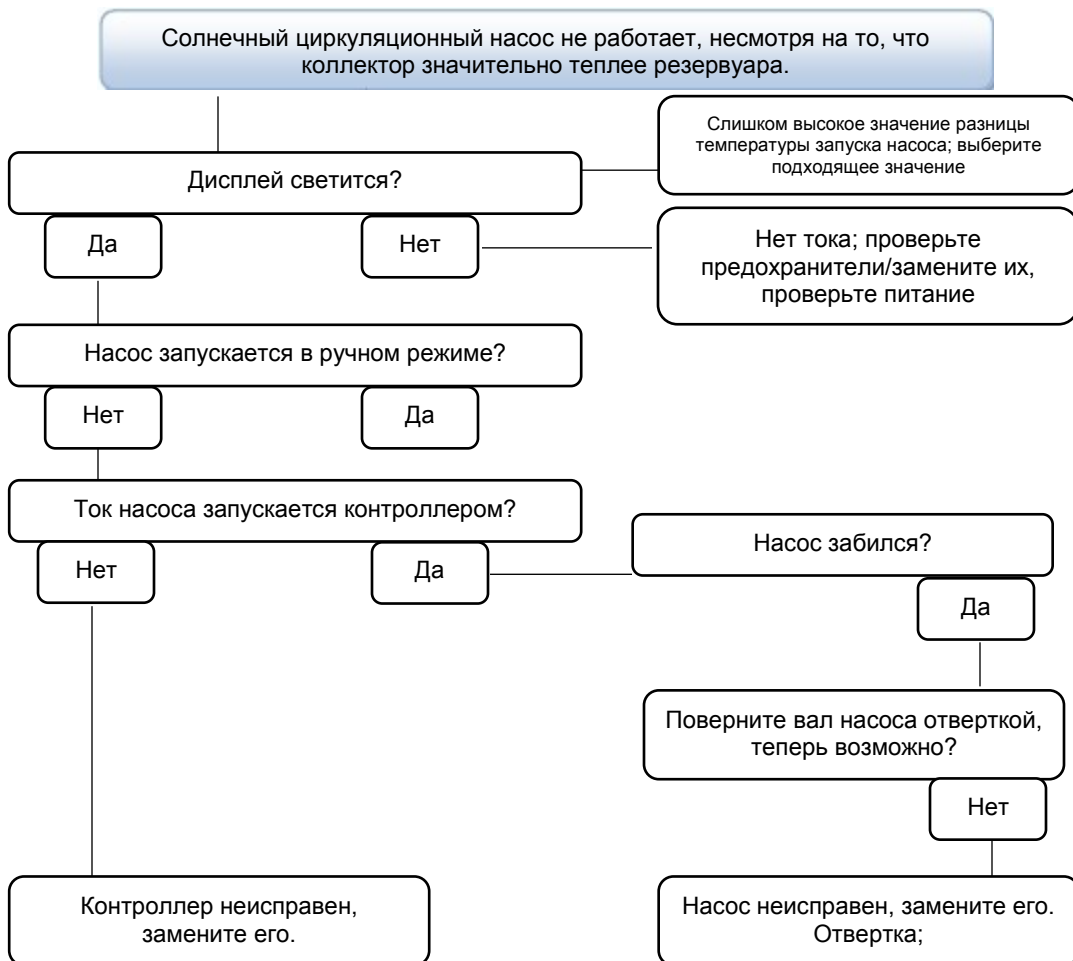 Солнечный циркуляционный насос не работает, несмотря на то, что
коллектор значительно теплее резервуара.
Слишком высокое значение разницы
температуры запуска насоса; выберите
подходящее значение
Дисплей светится?
Да
Нет
Нет тока; проверьте
предохранители/замените их,
проверьте питание
Насос запускается в ручном режиме?
Нет
Да
Ток насоса запускается контроллером?
Нет
Да
Насос забился?
Да
Поверните вал насоса отверткой,
теперь возможно?
Нет
Контроллер неисправен,
замените его.
Насос неисправен, замените его.
Отвертка;